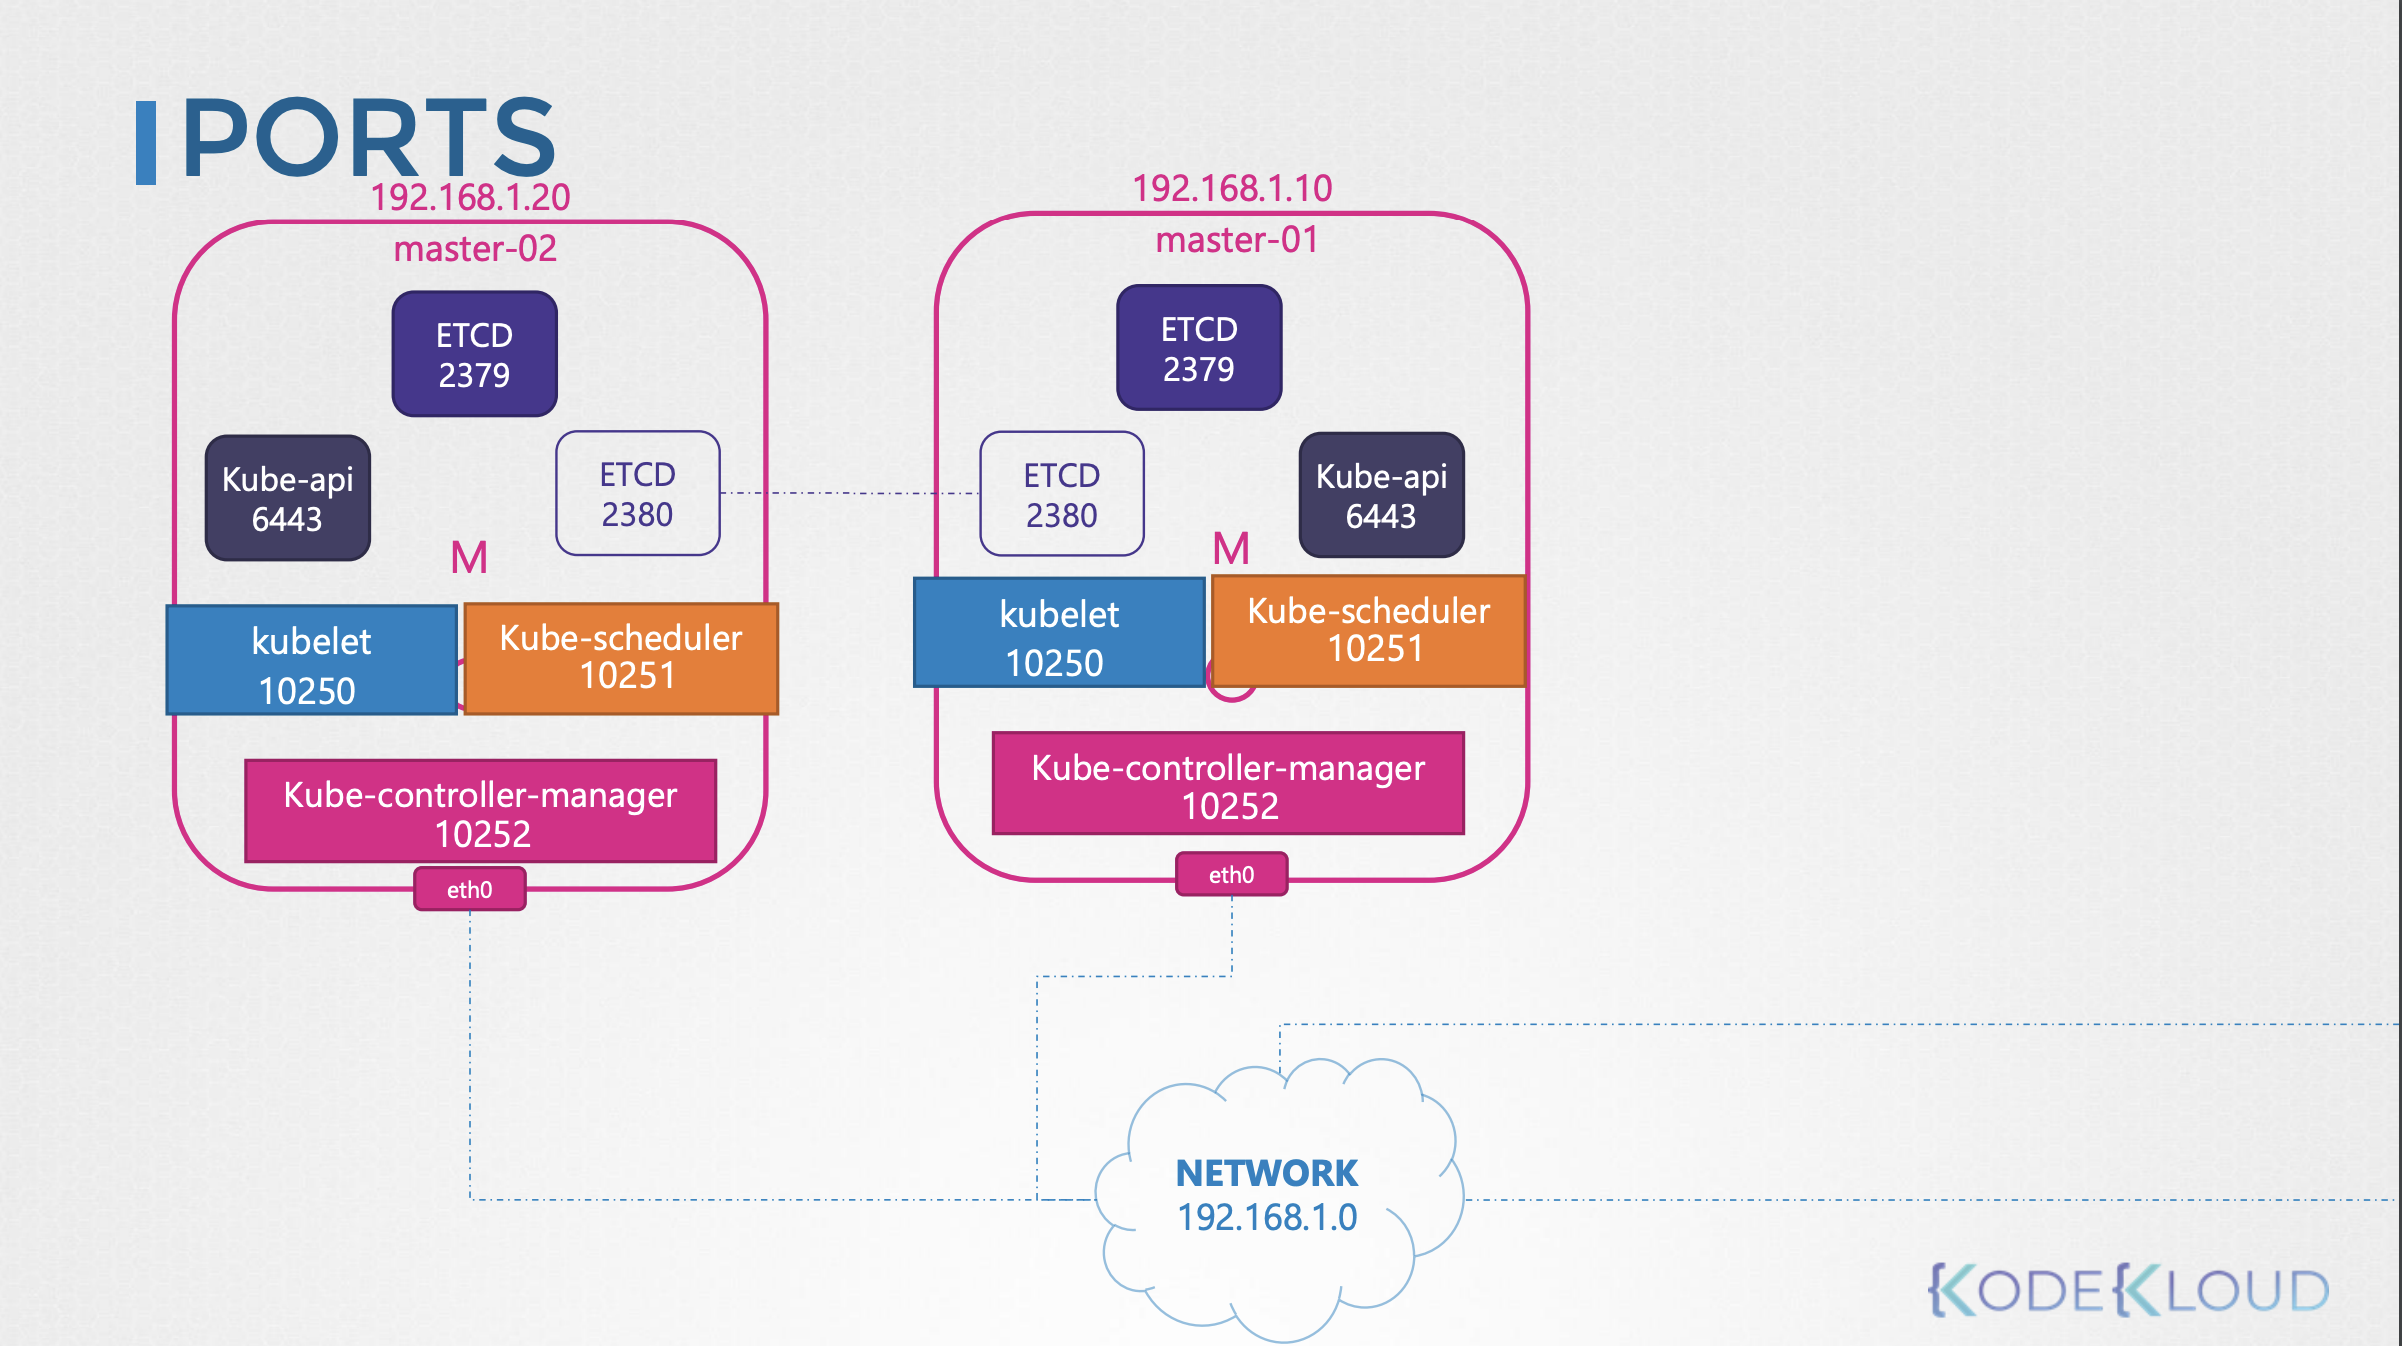 PORTS
192.168.1.20
master-02
ETCD
2379
Kube-api
6443
ETCD
2380
M
kubelet
10250
Kube-scheduler
10251
Kube-controller-manager
10252
eth0
192.168.1.10
master-01
ETCD
2379
ETCD
2380
Kube-api
6443
M
kubelet
10250
Kube-scheduler
10251
Kube-controller-manager
10252
eth0
NETWORK
192.168.1.0
KODEKLOUD